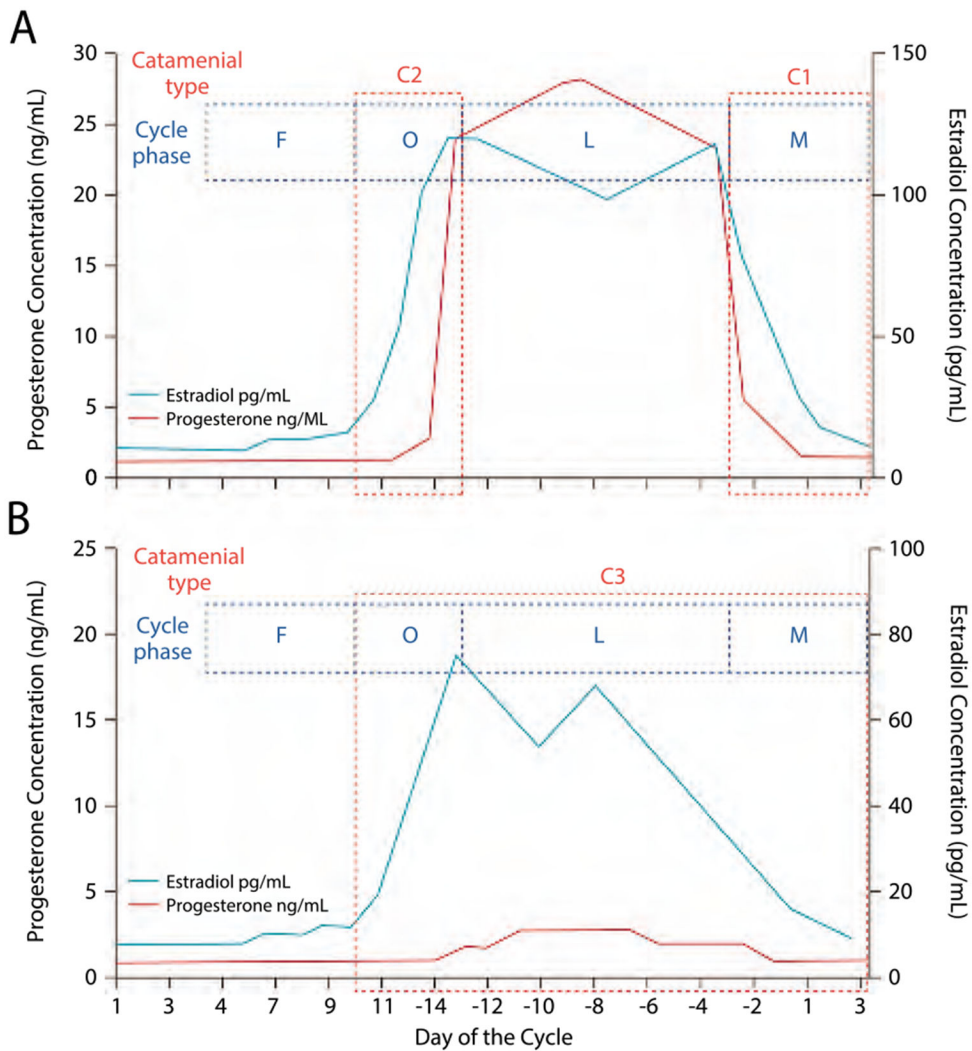 A
30
25
20
15
10
5
0
Progesterone Concentration (ng/mL)
150
100
50
0
Estradiol Concentration (pg/mL)
Catamenial
type
C2
C1
Cycle
phase
F
O
L
M
Estradiol pg/mL
Progesterone ng/ML
B
25
20
15
10
5
0
Progesterone Concentration (ng/mL)
100
80
60
40
20
0
Estradiol Concentration (pg/mL)
Catamenial
type
C3
Cycle
phase
F
O
L
M
Estradiol pg/mL
Progesterone ng/mL
1 3 7 9 11 -14 -12 -10 -8 -6 -4 -2 1 3
Day of the Cycle